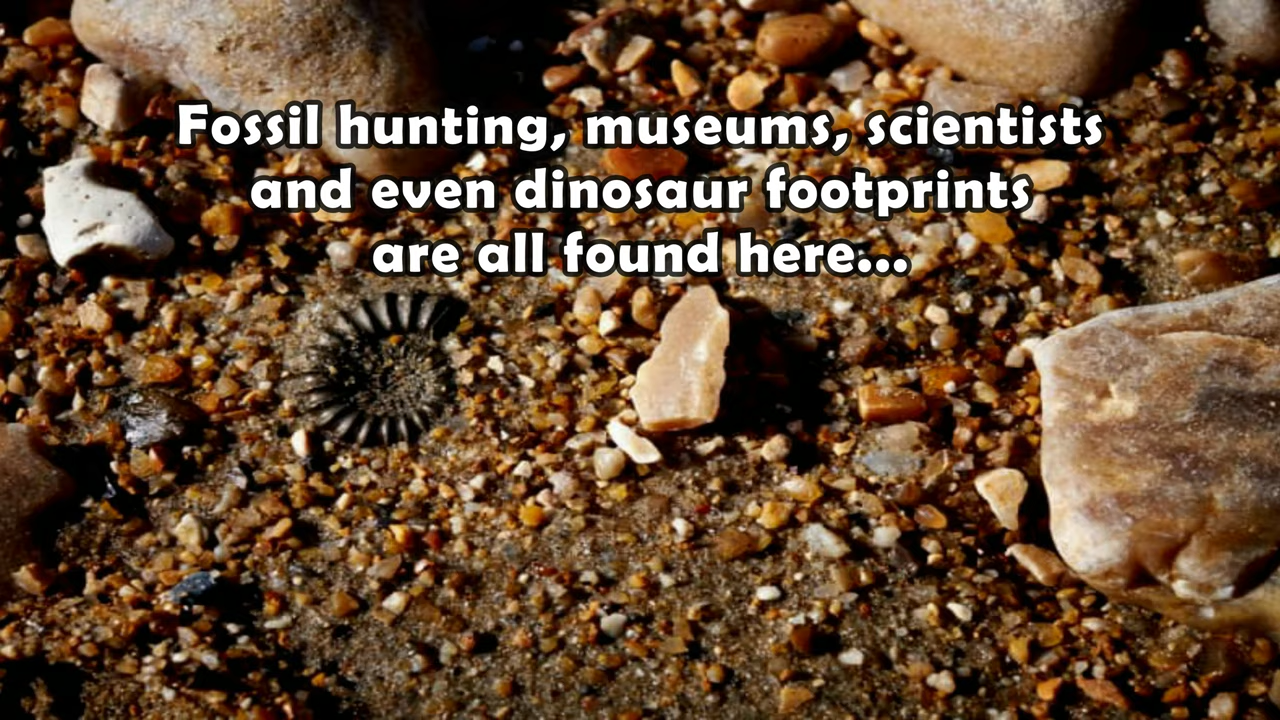 Fossil hunting, museums, scientists
and even dinosaur footprints
are all found here...